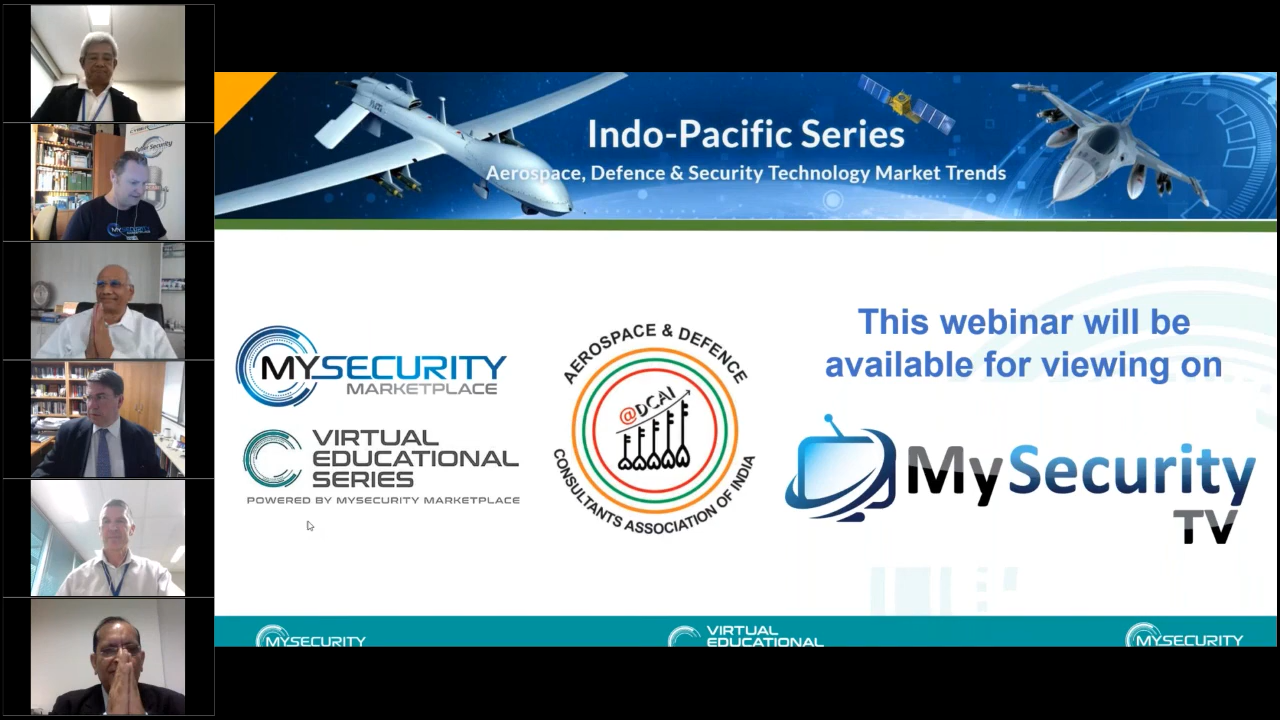 Indo-Pacific Series
Aerospace, Defence & Security Technology Market Trends
This webinar will be
available for viewing on
MYSECURITY
MARKETPLACE
VIRTUAL
EDUCATIONAL
SERIES
POWERED BY MYSECURITY MARKETPLACE
AEROSPACE & DEFENCE
@DCAI
CONSULTANTS ASSOCIATION OF INDIA
MySecurity
TV
MYSECURITY
VIRTUAL
EDUCATIONAL
MYSECURITY